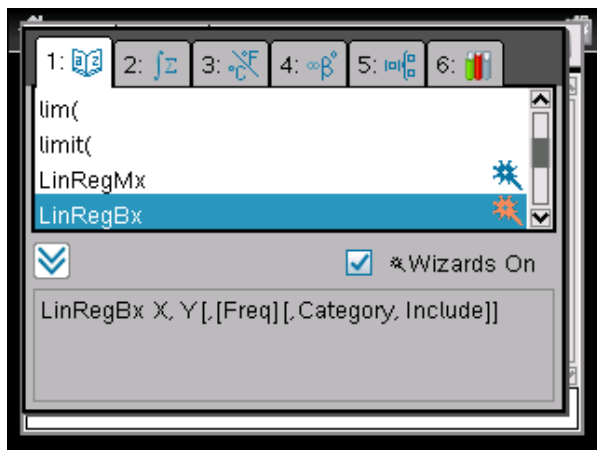 1: 2: ∫Σ 3: °C°F 4: ∞β° 5: 6:
lim(
limit(
LinRegMx
LinRegBx
Wizards On
LinRegBx X, Y[,[Freq][,Category, Include]]